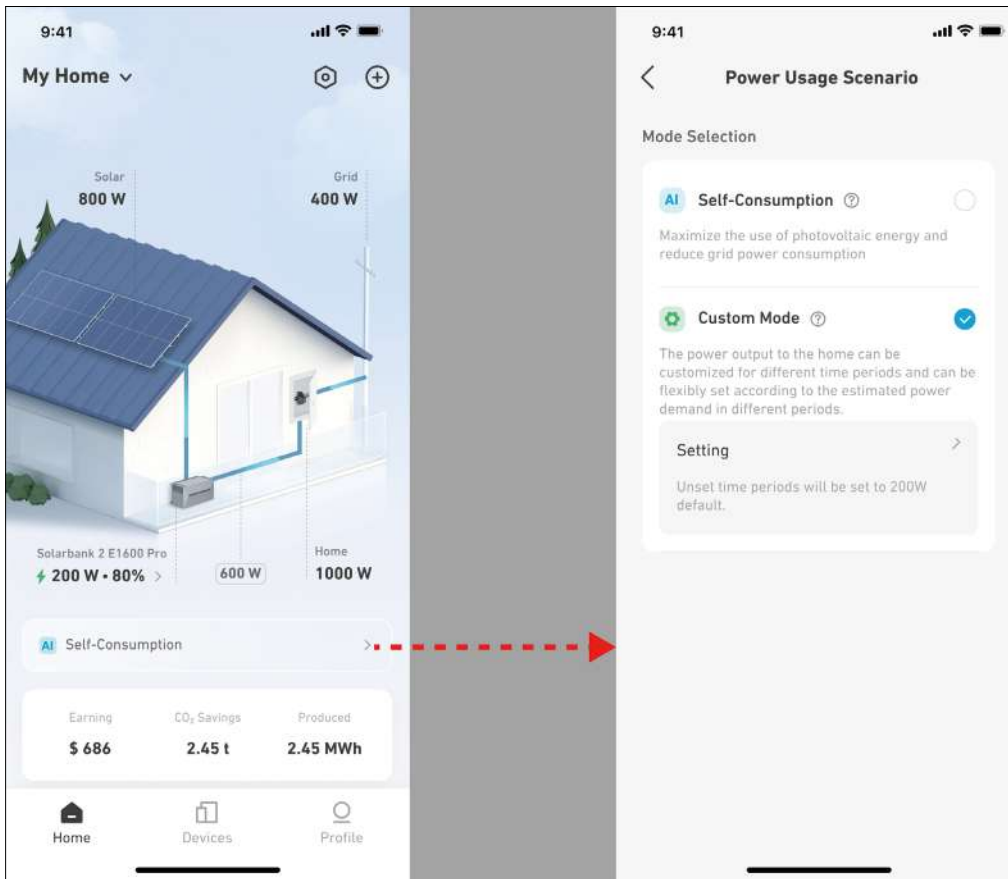 9:41
My Home
Solar
800 W
Grid
400 W
Solarbank 2 E1600 Pro
200 W • 80%
600 W
Home
1000 W
AI Self-Consumption
Earning
$ 686
CO₂ Savings
2.45 t
Produced
2.45 MWh
Home
Devices
Profile
9:41
Power Usage Scenario
Mode Selection
AI Self-Consumption ?
Maximize the use of photovoltaic energy and
reduce grid power consumption
Custom Mode ?
The power output to the home can be
customized for different time periods and can be
flexibly set according to the estimated power
demand in different periods.
Setting
Unset time periods will be set to 200W
default.